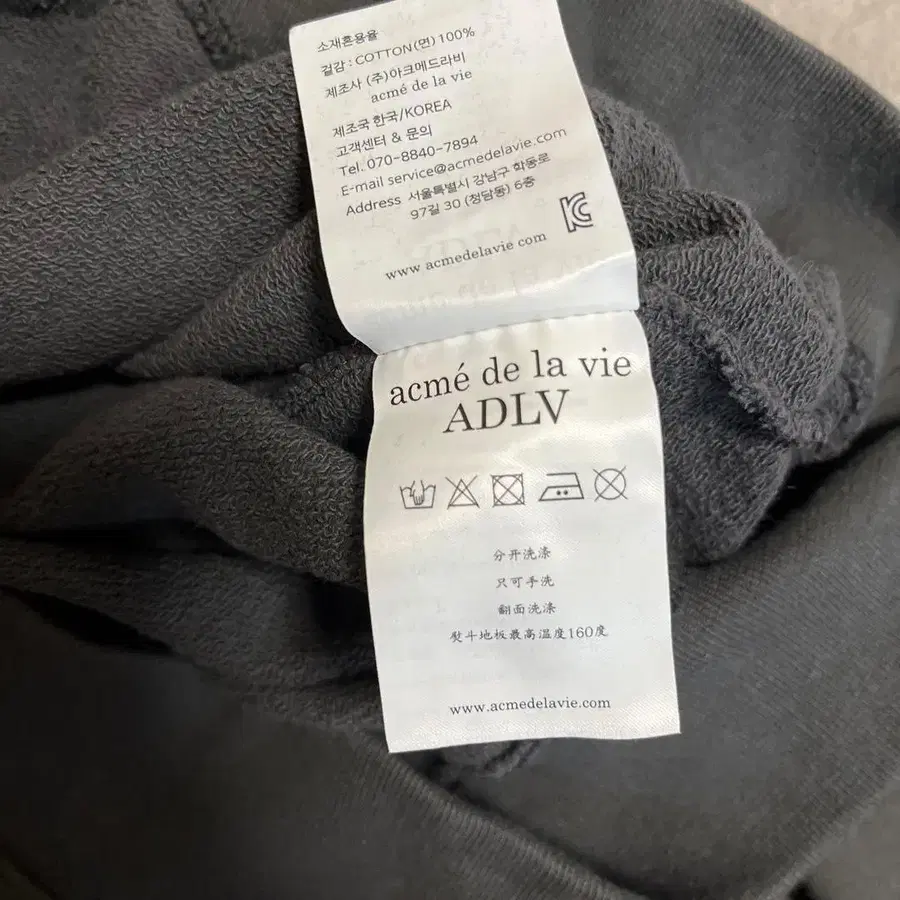 소재혼용율
겉감 : COTTON(면) 100%
제조사 (주)아크메드라비
acmé de la vie
제조국 한국/KOREA
고객센터 & 문의
Tel. 070-8840-7894
E-mail service@acmedelavie.com
Address 서울특별시 강남구 학동로
97길 30 (청담동) 6층
www.acmedelavie.com
acmé de la vie
ADLV
分开洗涤
只可手洗
翻面洗涤
熨斗地板最高温度160度
www.acmedelavie.com